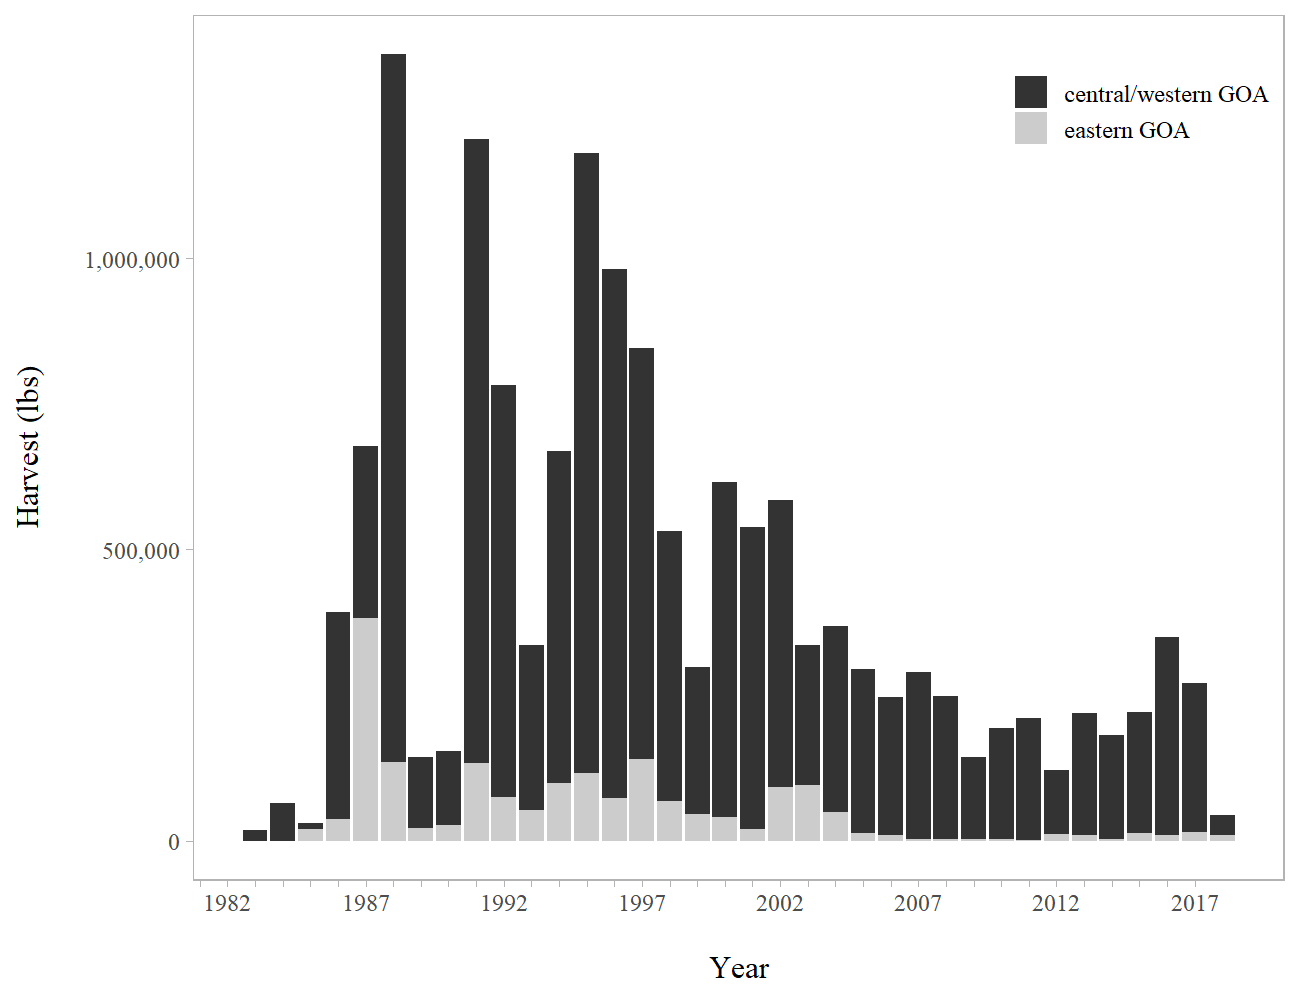 central/western GOA
eastern GOA
1,000,000
500,000
0
Harvest (lbs)
1982 1987 1992 1997 2002 2007 2012 2017
Year